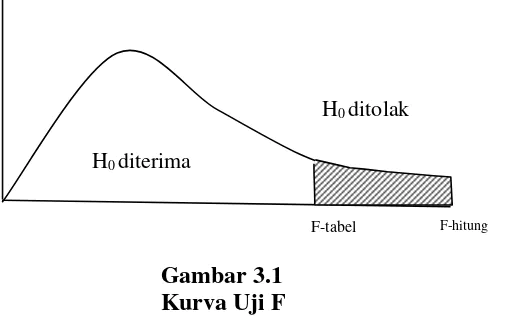 H₀ ditolak
H₀ diterima
F-tabel
F-hitung
Gambar 3.1
Kurva Uji F